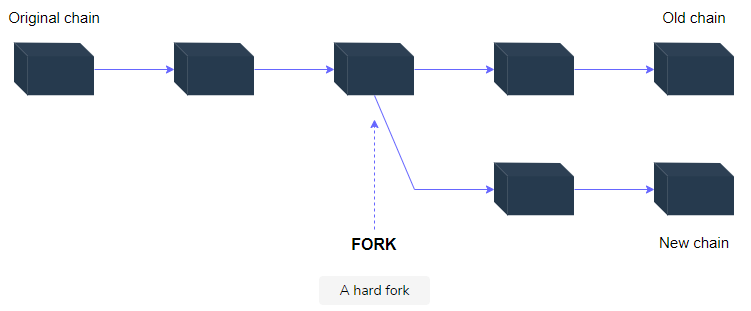 Original chain
Old chain
FORK
New chain
A hard fork